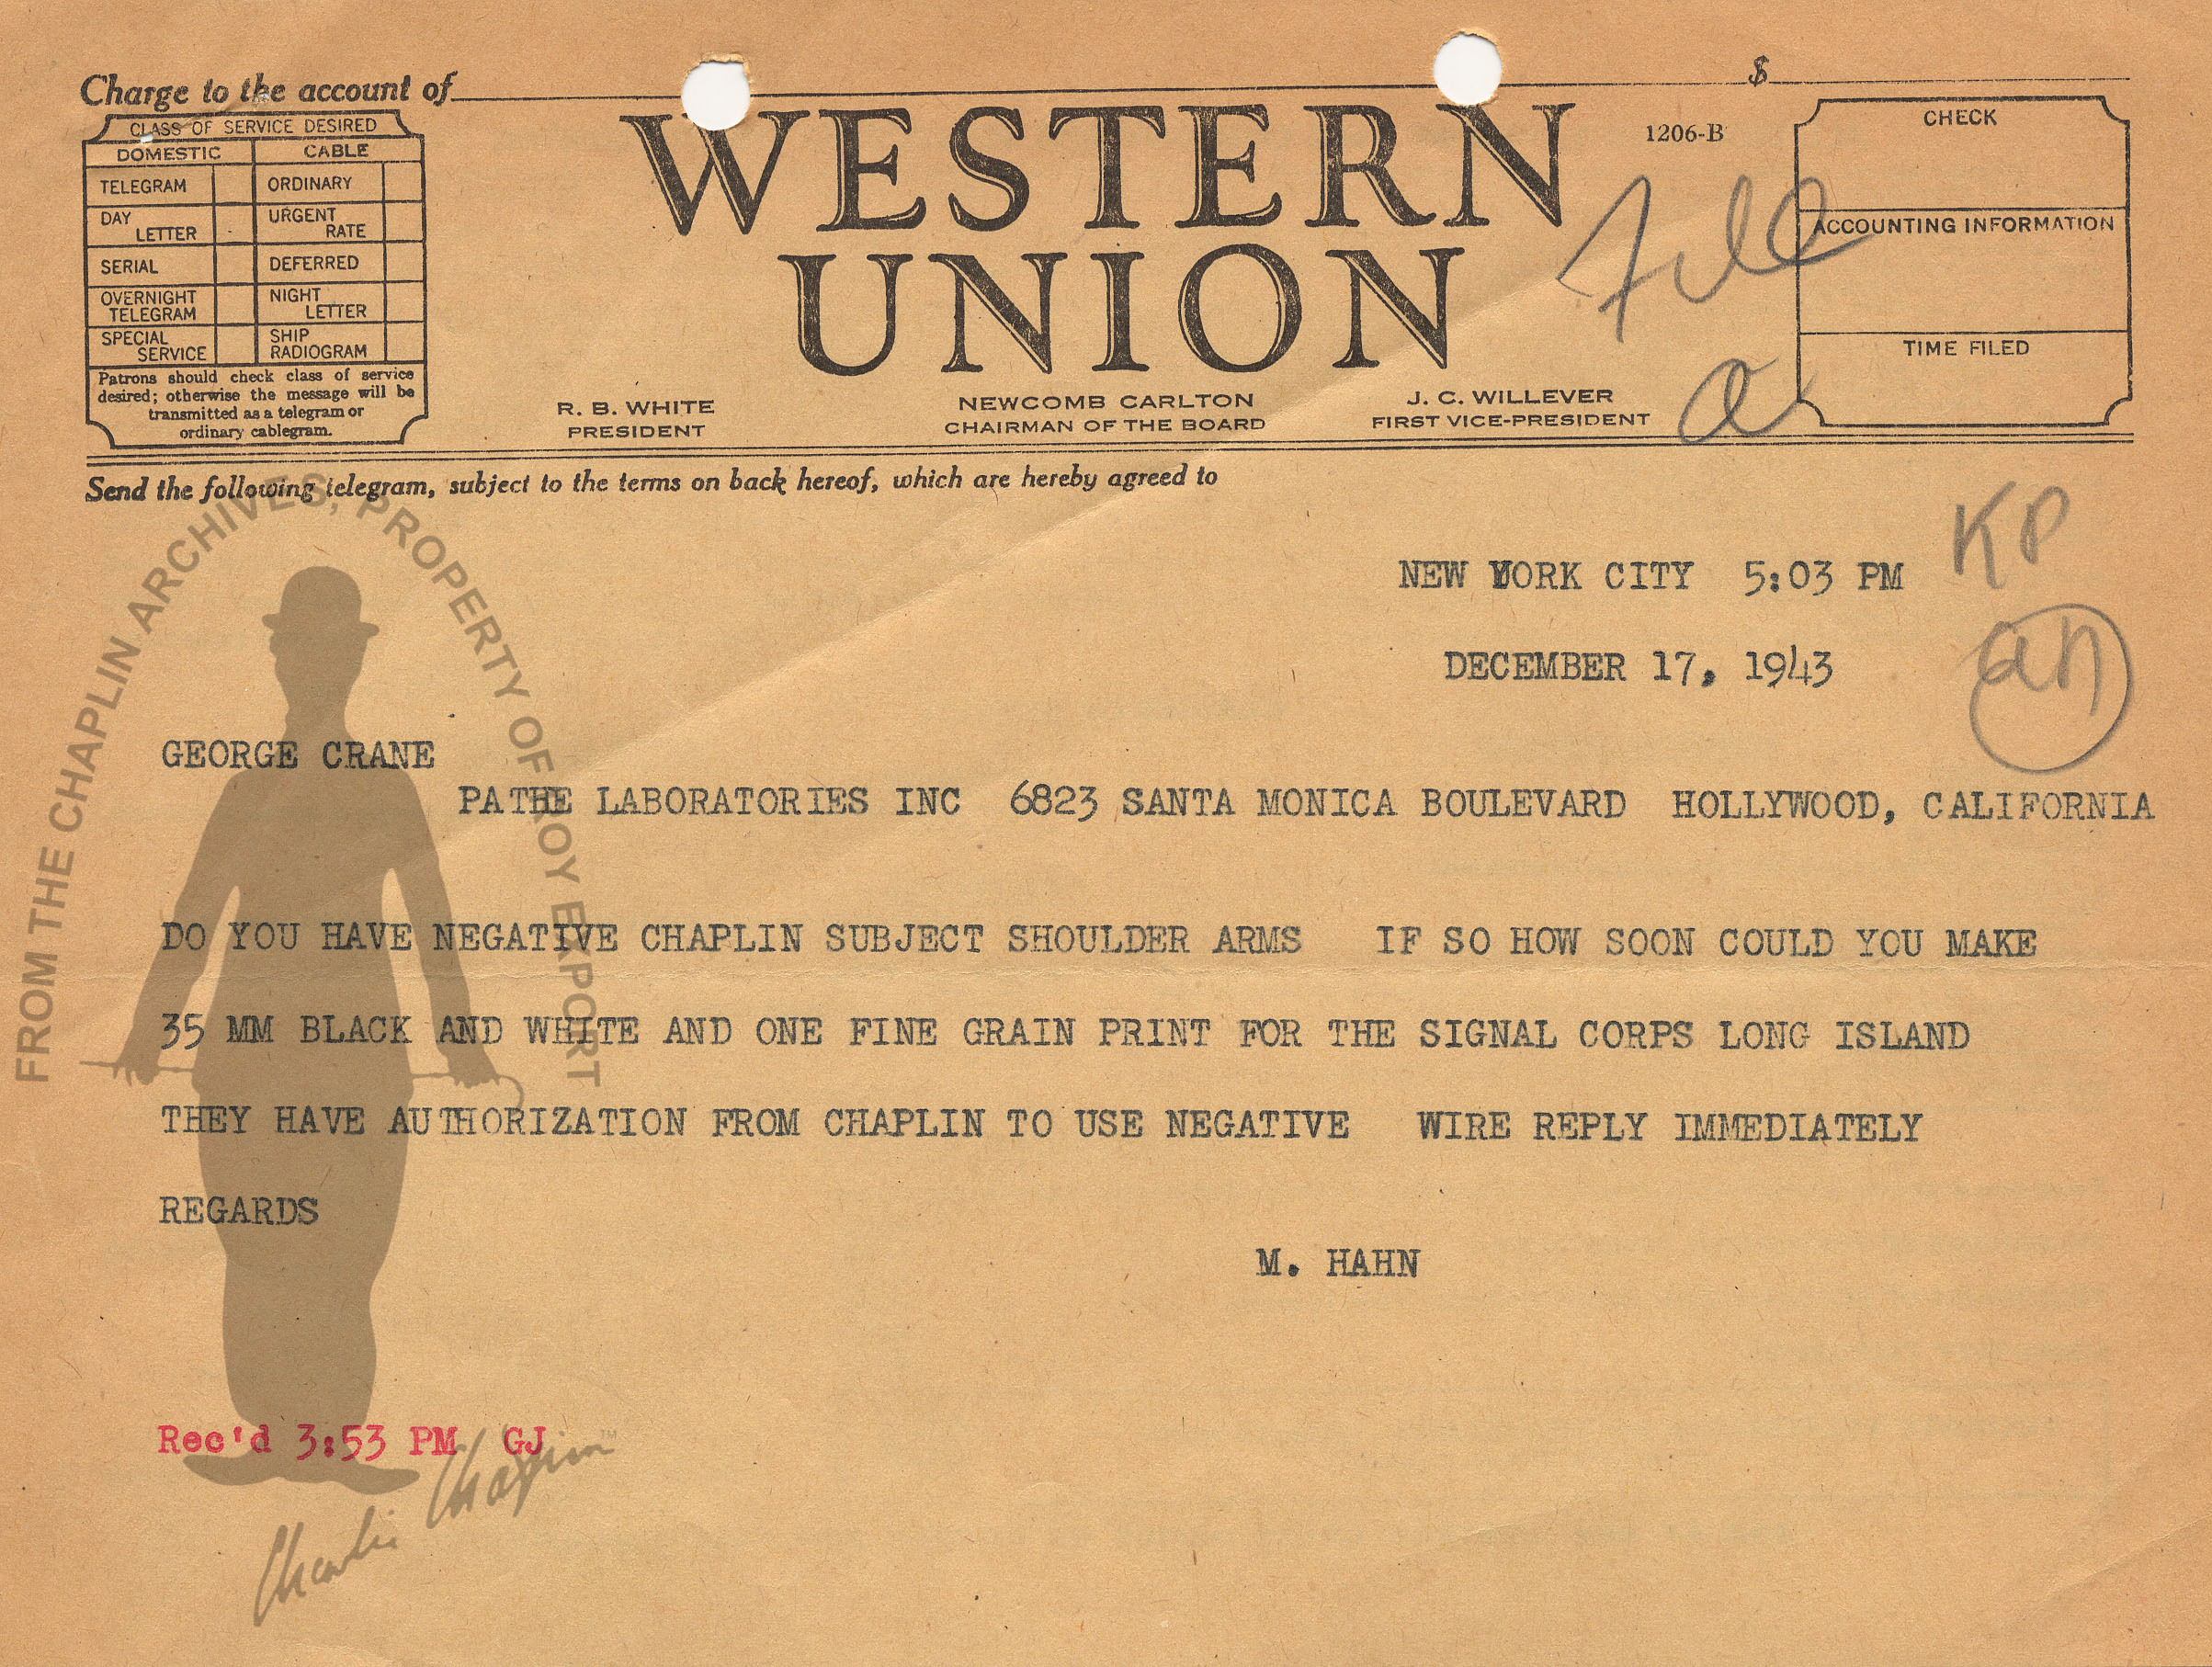 Charge to the account of
$
CLASS OF SERVICE DESIRED
DOMESTIC CABLE
TELEGRAM ORDINARY
DAY LETTER URGENT RATE
SERIAL DEFERRED
OVERNIGHT TELEGRAM NIGHT LETTER
SPECIAL SERVICE SHIP RADIOGRAM
Patrons should check class of service
desired; otherwise the message will be
transmitted as a telegram or
ordinary cablegram.
WESTERN
UNION
1206-B
CHECK
ACCOUNTING INFORMATION
TIME FILED
File
a
R. B. WHITE
PRESIDENT
NEWCOMB CARLTON
CHAIRMAN OF THE BOARD
J. C. WILLEVER
FIRST VICE-PRESIDENT
Send the following telegram, subject to the terms on back hereof, which are hereby agreed to
KP
an
NEW YORK CITY 5:03 PM
DECEMBER 17, 1943
GEORGE CRANE
PATHE LABORATORIES INC 6823 SANTA MONICA BOULEVARD HOLLYWOOD, CALIFORNIA
DO YOU HAVE NEGATIVE CHAPLIN SUBJECT SHOULDER ARMS IF SO HOW SOON COULD YOU MAKE
35 MM BLACK AND WHITE AND ONE FINE GRAIN PRINT FOR THE SIGNAL CORPS LONG ISLAND
THEY HAVE AUTHORIZATION FROM CHAPLIN TO USE NEGATIVE WIRE REPLY IMMEDIATELY
REGARDS
M. HAHN
Rec'd 3:53 PM GJ
FROM THE CHAPLIN ARCHIVES, PROPERTY OF ROY EXPORT
Charlie Chaplin™